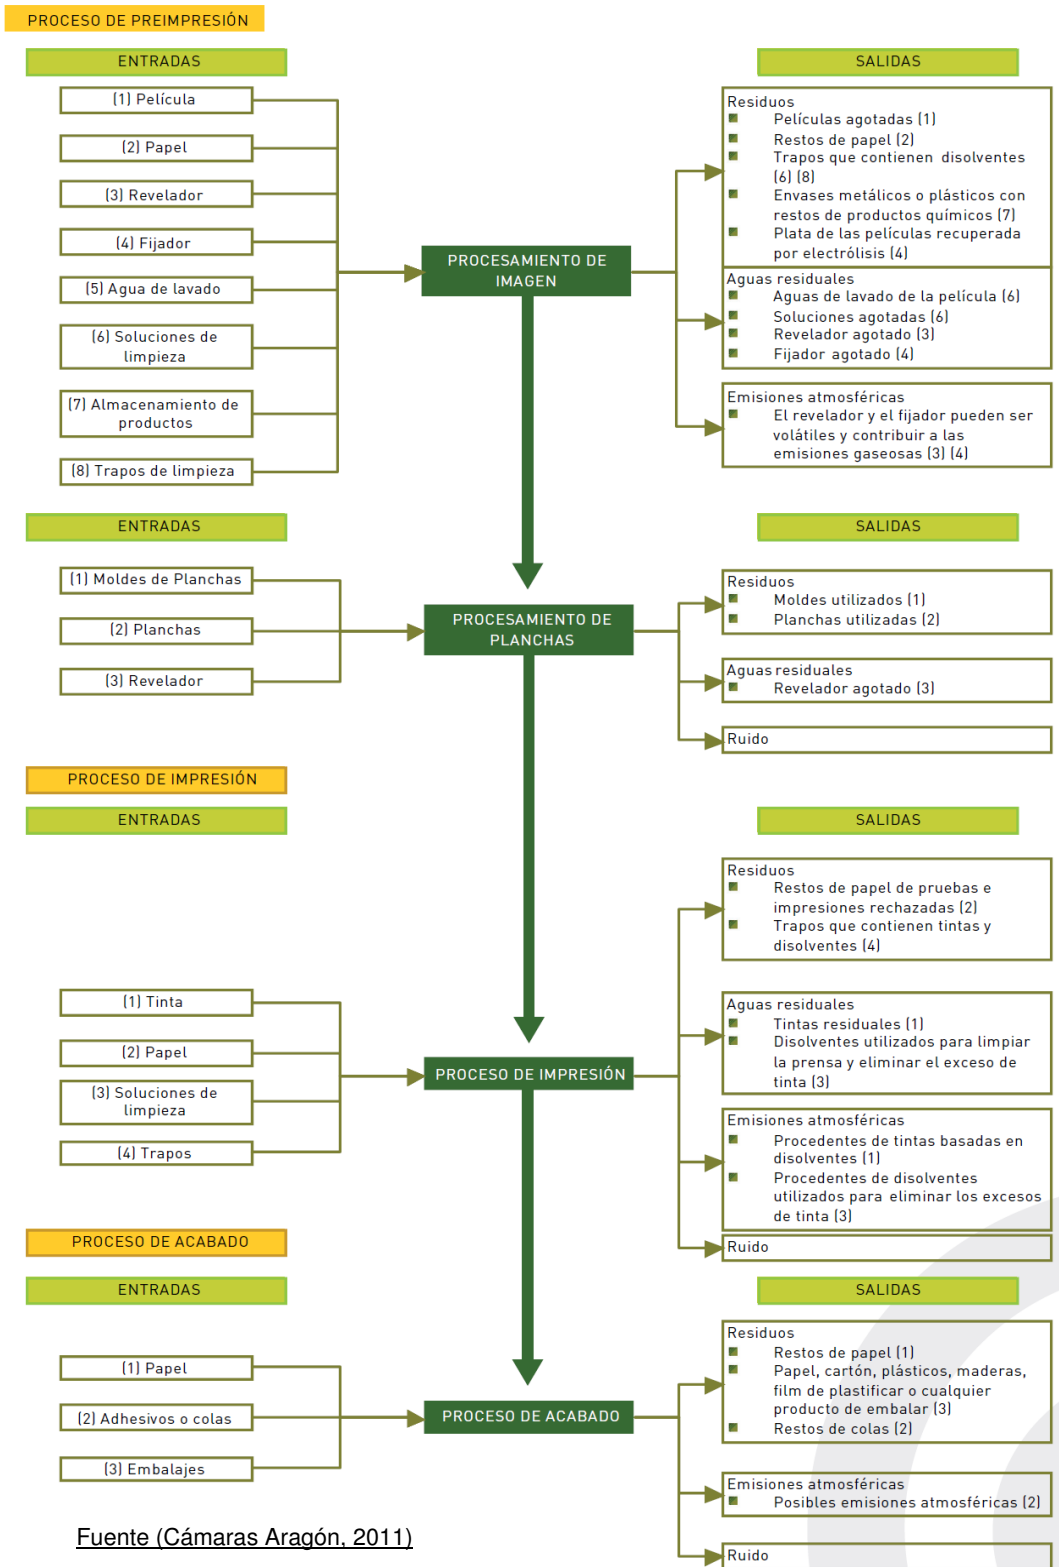 PROCESO DE PREIMPRESIÓN
ENTRADAS
(1) Película
(2) Papel
(3) Revelador
(4) Fijador
(5) Agua de lavado
(6) Soluciones de
limpieza
(7) Almacenamiento de
productos
(8) Trapos de limpieza
PROCESAMIENTO DE
IMAGEN
SALIDAS
Residuos
Películas agotadas (1)
Restos de papel (2)
Trapos que contienen disolventes
(6) (8)
Envases metálicos o plásticos con
restos de productos químicos (7)
Plata de las películas recuperada
por electrólisis (4)
Aguas residuales
Aguas de lavado de la película (6)
Soluciones agotadas (6)
Revelador agotado (3)
Fijador agotado (4)
Emisiones atmosféricas
El revelador y el fijador pueden ser
volátiles y contribuir a las
emisiones gaseosas (3) (4)
ENTRADAS
(1) Moldes de Planchas
(2) Planchas
(3) Revelador
PROCESAMIENTO DE
PLANCHAS
SALIDAS
Residuos
Moldes utilizados (1)
Planchas utilizadas (2)
Aguas residuales
Revelador agotado (3)
Ruido
PROCESO DE IMPRESIÓN
ENTRADAS
(1) Tinta
(2) Papel
(3) Soluciones de
limpieza
(4) Trapos
PROCESO DE IMPRESIÓN
SALIDAS
Residuos
Restos de papel de pruebas e
impresiones rechazadas (2)
Trapos que contienen tintas y
disolventes (4)
Aguas residuales
Tintas residuales (1)
Disolventes utilizados para limpiar
la prensa y eliminar el exceso de
tinta (3)
Emisiones atmosféricas
Procedentes de tintas basadas en
disolventes (1)
Procedentes de disolventes
utilizados para eliminar los excesos
de tinta (3)
Ruido
PROCESO DE ACABADO
ENTRADAS
(1) Papel
(2) Adhesivos o colas
(3) Embalajes
PROCESO DE ACABADO
SALIDAS
Residuos
Restos de papel (1)
Papel, cartón, plásticos, maderas,
film de plastificar o cualquier
producto de embalar (3)
Restos de colas (2)
Emisiones atmosféricas
Posibles emisiones atmosféricas (2)
Ruido
Fuente (Cámaras Aragón, 2011)